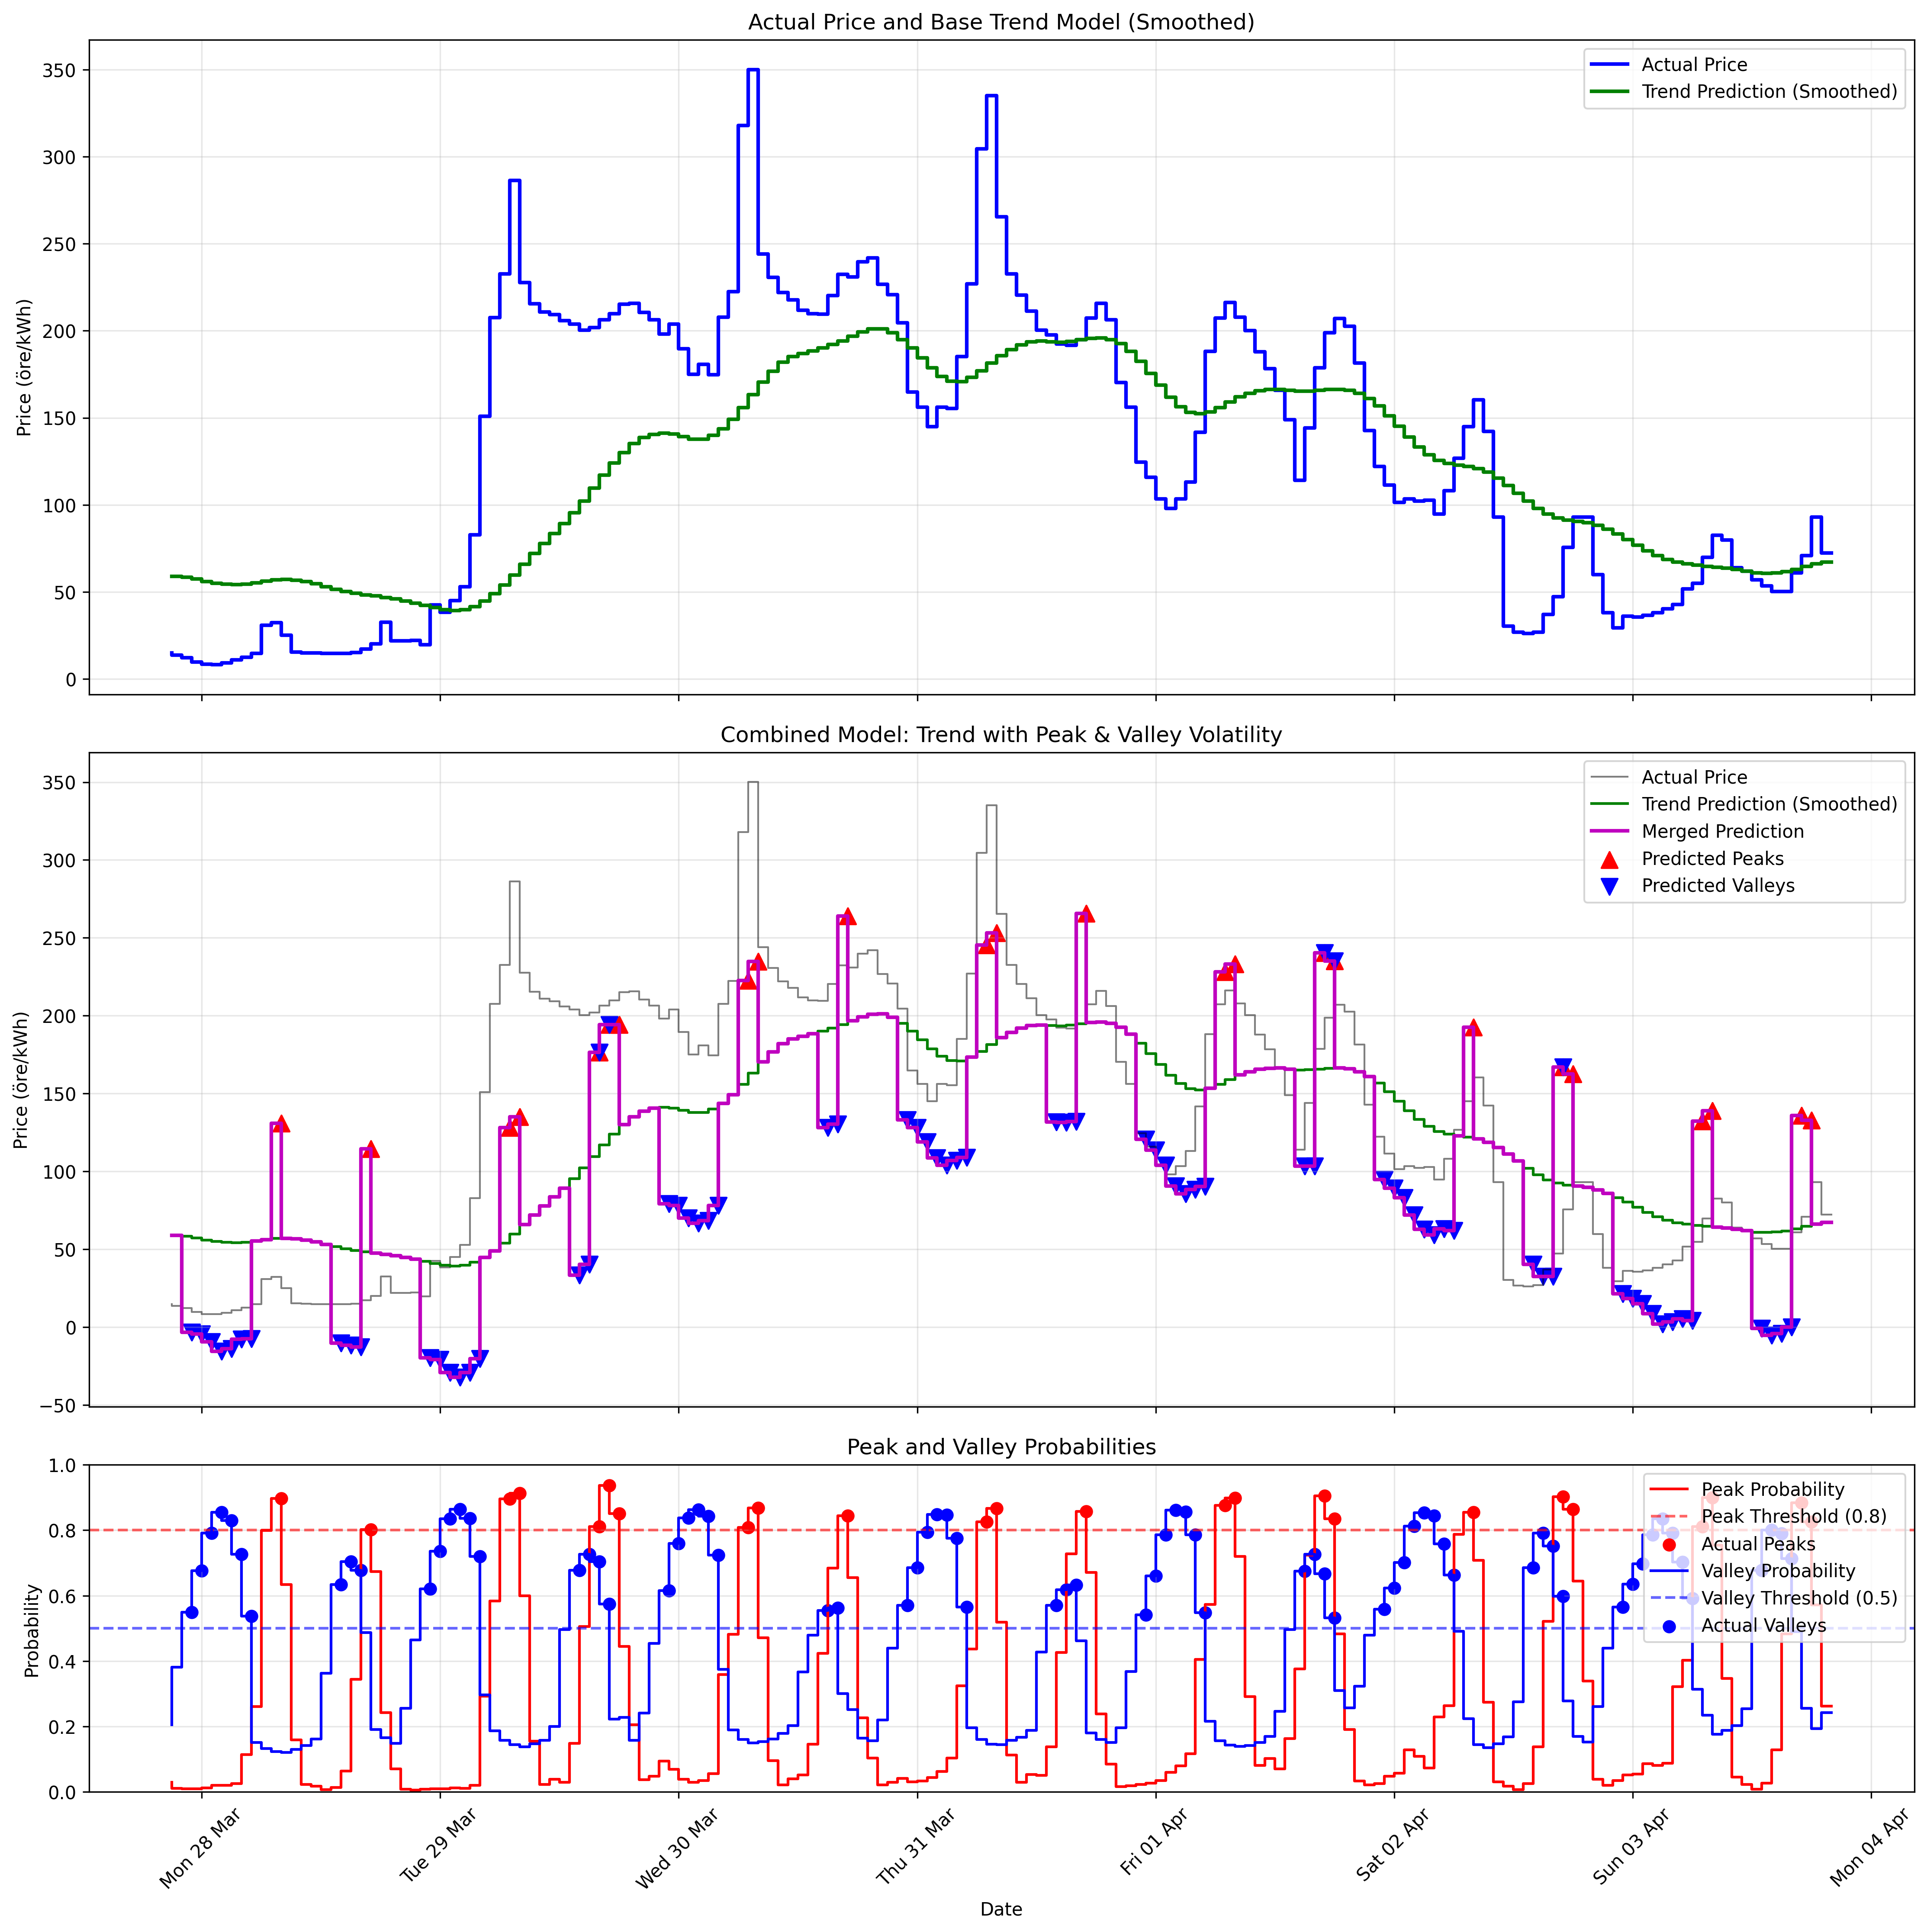 Actual Price and Base Trend Model (Smoothed)
350
300
250
200
150
100
50
0
Price (öre/kWh)
Actual Price
Trend Prediction (Smoothed)
Combined Model: Trend with Peak & Valley Volatility
350
300
250
200
150
100
50
0
−50
Price (öre/kWh)
Actual Price
Trend Prediction (Smoothed)
Merged Prediction
Predicted Peaks
Predicted Valleys
Peak and Valley Probabilities
1.0
0.8
0.6
0.4
0.2
0.0
Probability
Peak Probability
Peak Threshold (0.8)
Actual Peaks
Valley Probability
Valley Threshold (0.5)
Actual Valleys
Mon 28 Mar
Tue 29 Mar
Wed 30 Mar
Thu 31 Mar
Fri 01 Apr
Sat 02 Apr
Sun 03 Apr
Mon 04 Apr
Date